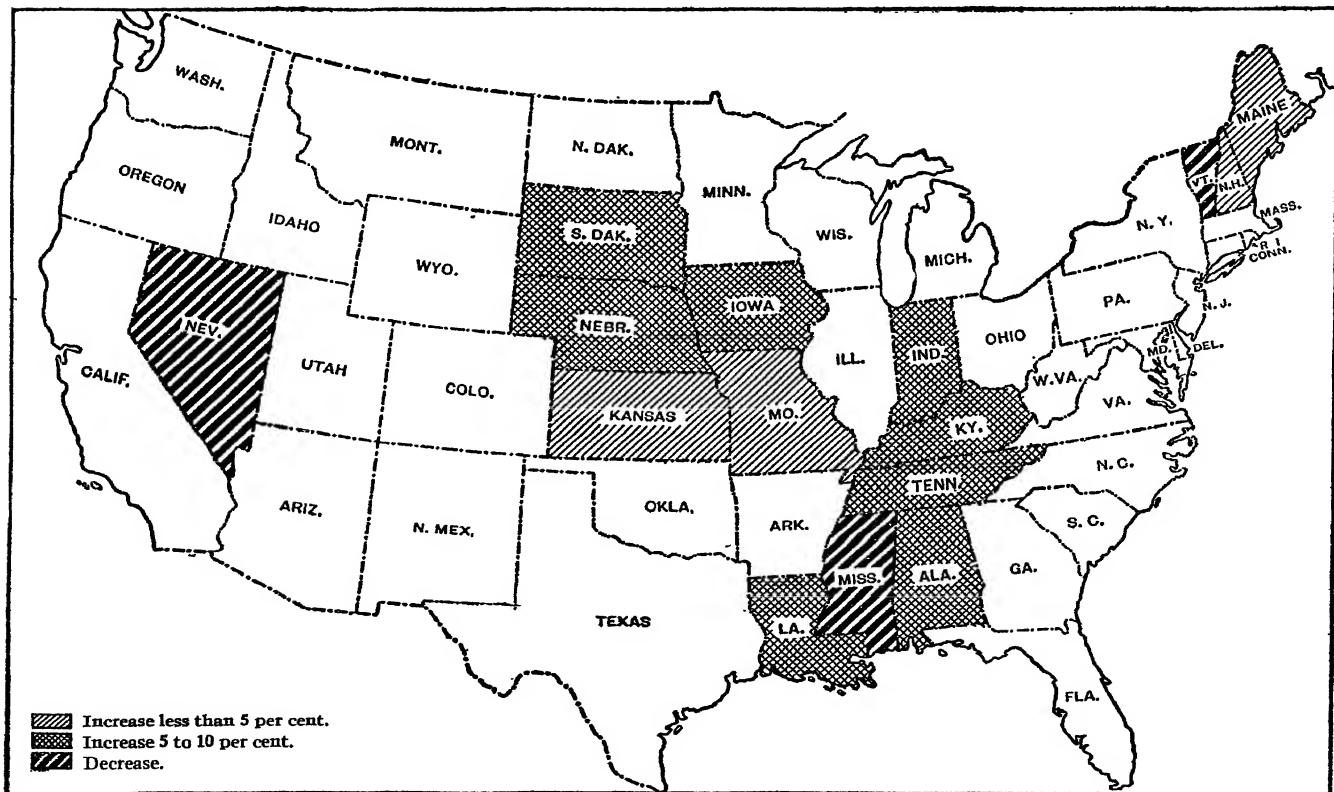 WASH.
MONT.
N. DAK.
MINN.
MAINE
OREGON
IDAHO
VT.
N.H.
S. DAK.
WIS.
N.Y.
MASS.
WYO.
MICH.
R I
CONN.
NEV.
NEBR.
IOWA
PA.
N.J.
CALIF.
UTAH
COLO.
ILL.
IND.
OHIO
MD.
DEL.
W.VA.
KANSAS
MO.
KY.
VA.
ARIZ.
N. MEX.
OKLA.
ARK.
TENN.
N.C.
S.C.
MISS.
ALA.
GA.
TEXAS
LA.
FLA.
Increase less than 5 per cent.
Increase 5 to 10 per cent.
Decrease.